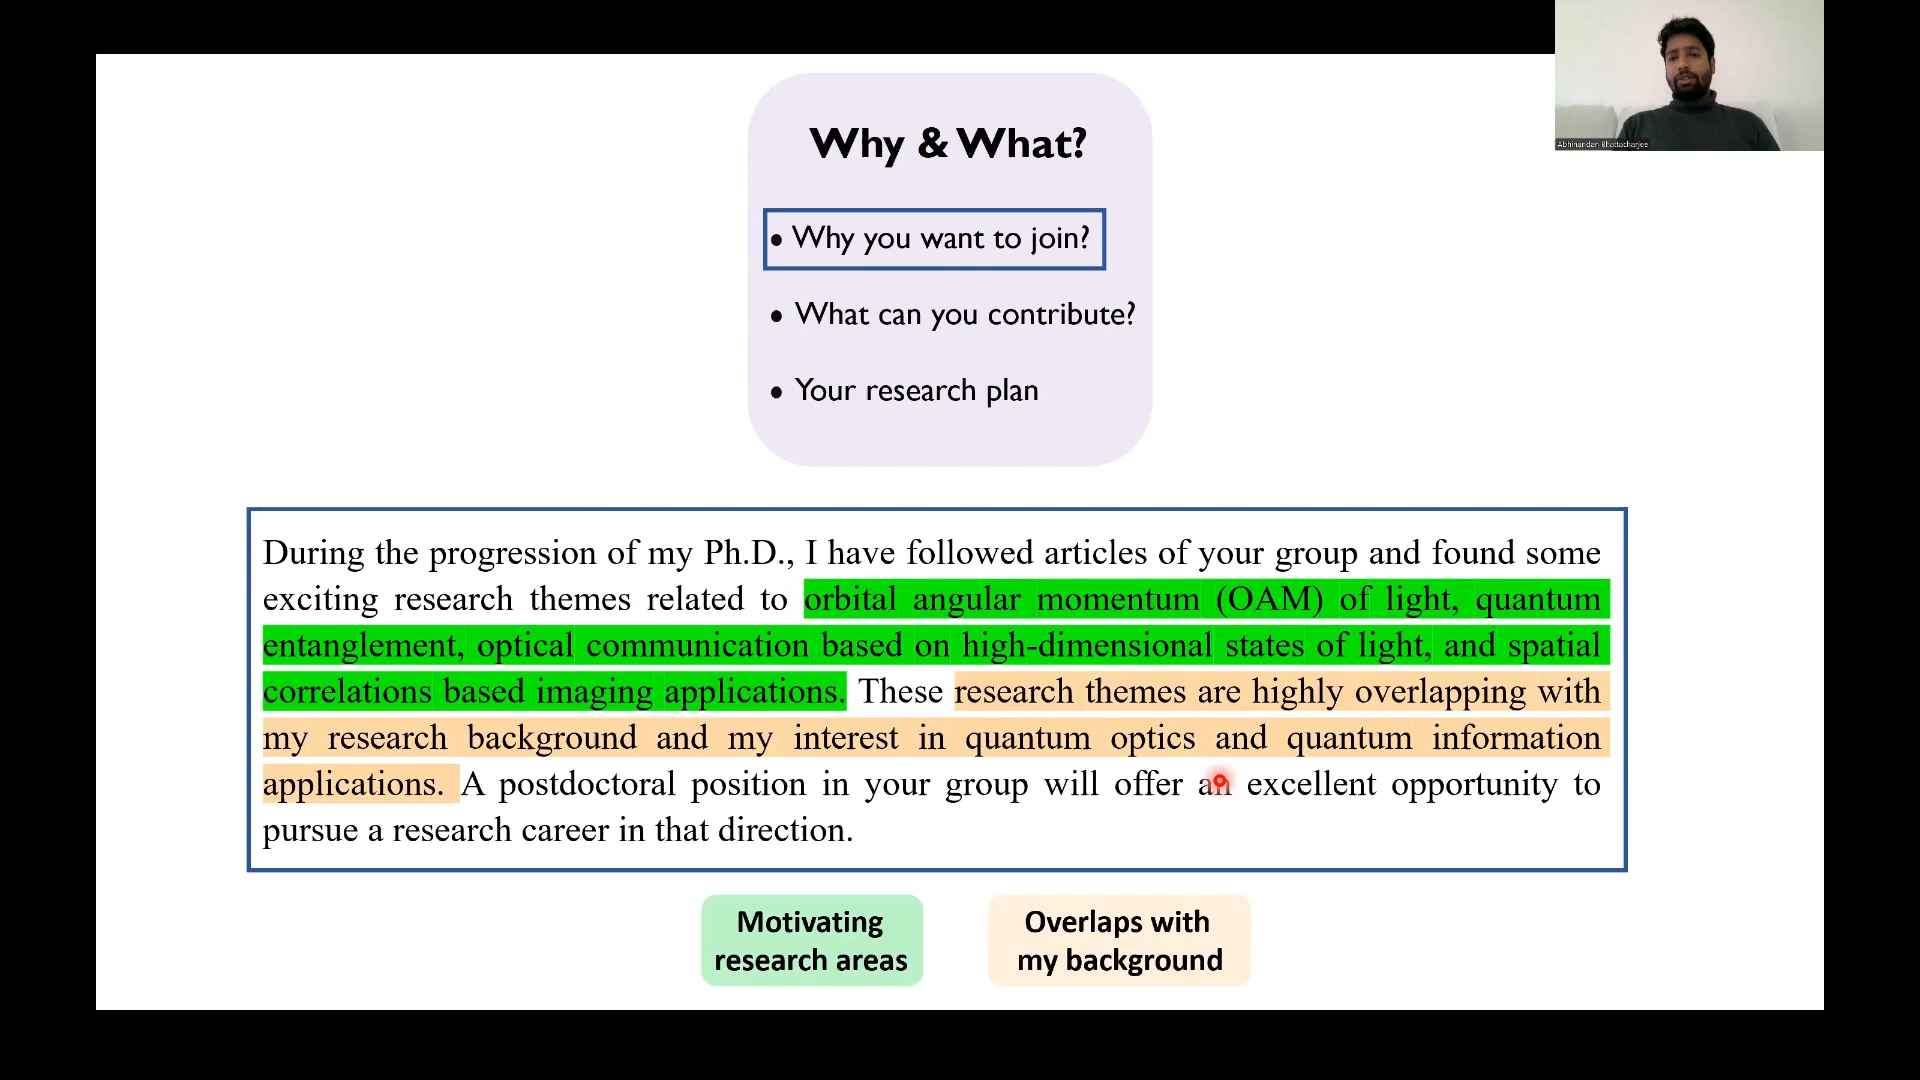 Abhinandan Bhattacharjee
Why & What?
• Why you want to join?
• What can you contribute?
• Your research plan
During the progression of my Ph.D., I have followed articles of your group and found some
exciting research themes related to orbital angular momentum (OAM) of light, quantum
entanglement, optical communication based on high-dimensional states of light, and spatial
correlations based imaging applications. These research themes are highly overlapping with
my research background and my interest in quantum optics and quantum information
applications. A postdoctoral position in your group will offer an excellent opportunity to
pursue a research career in that direction.
Motivating
research areas
Overlaps with
my background